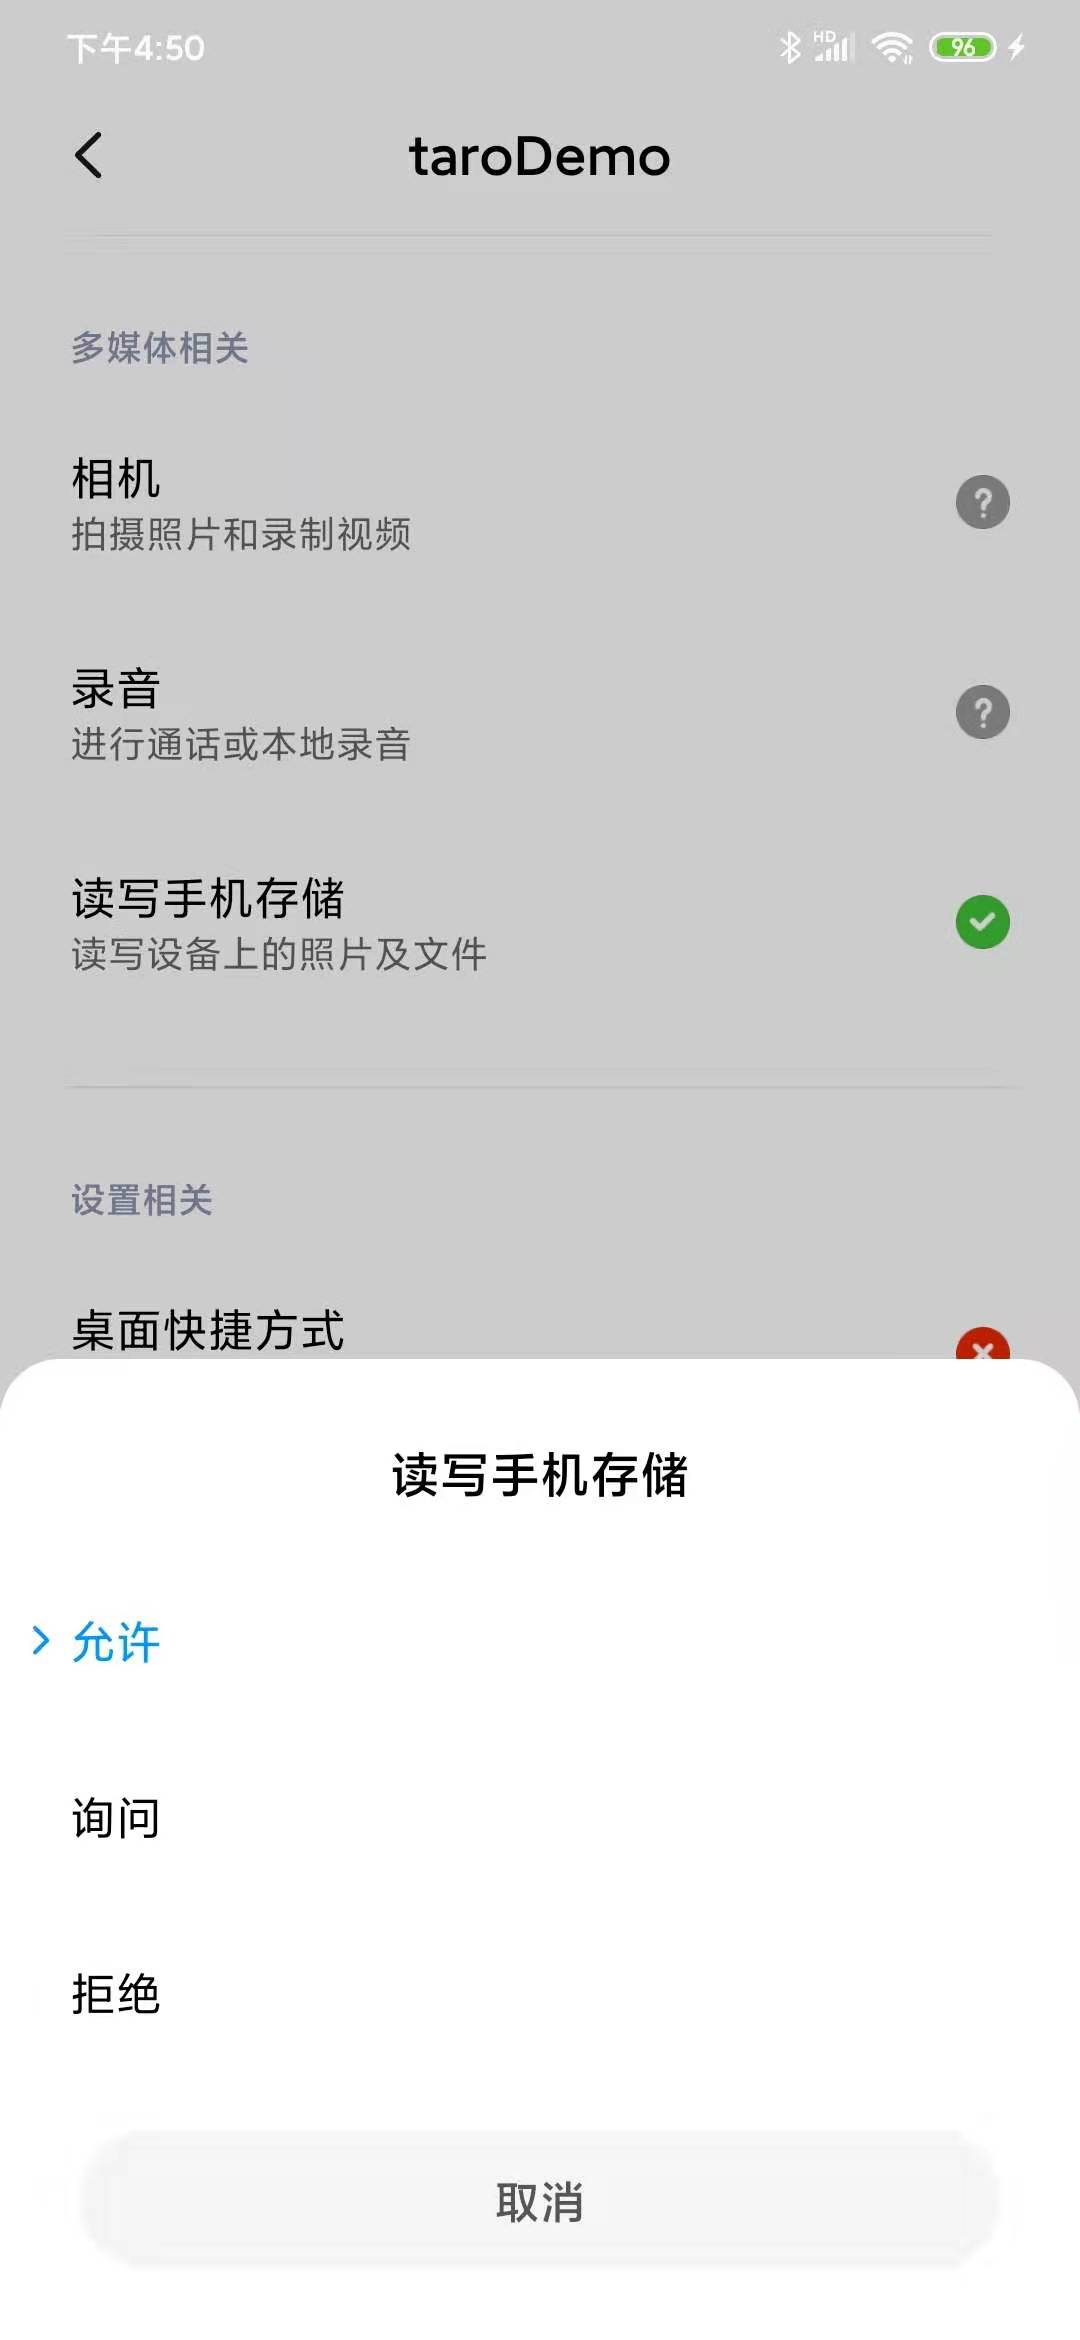 下午4:50
HD
96
taroDemo
多媒体相关
相机
拍摄照片和录制视频
录音
进行通话或本地录音
读写手机存储
读写设备上的照片及文件
设置相关
桌面快捷方式
读写手机存储
允许
询问
拒绝
取消